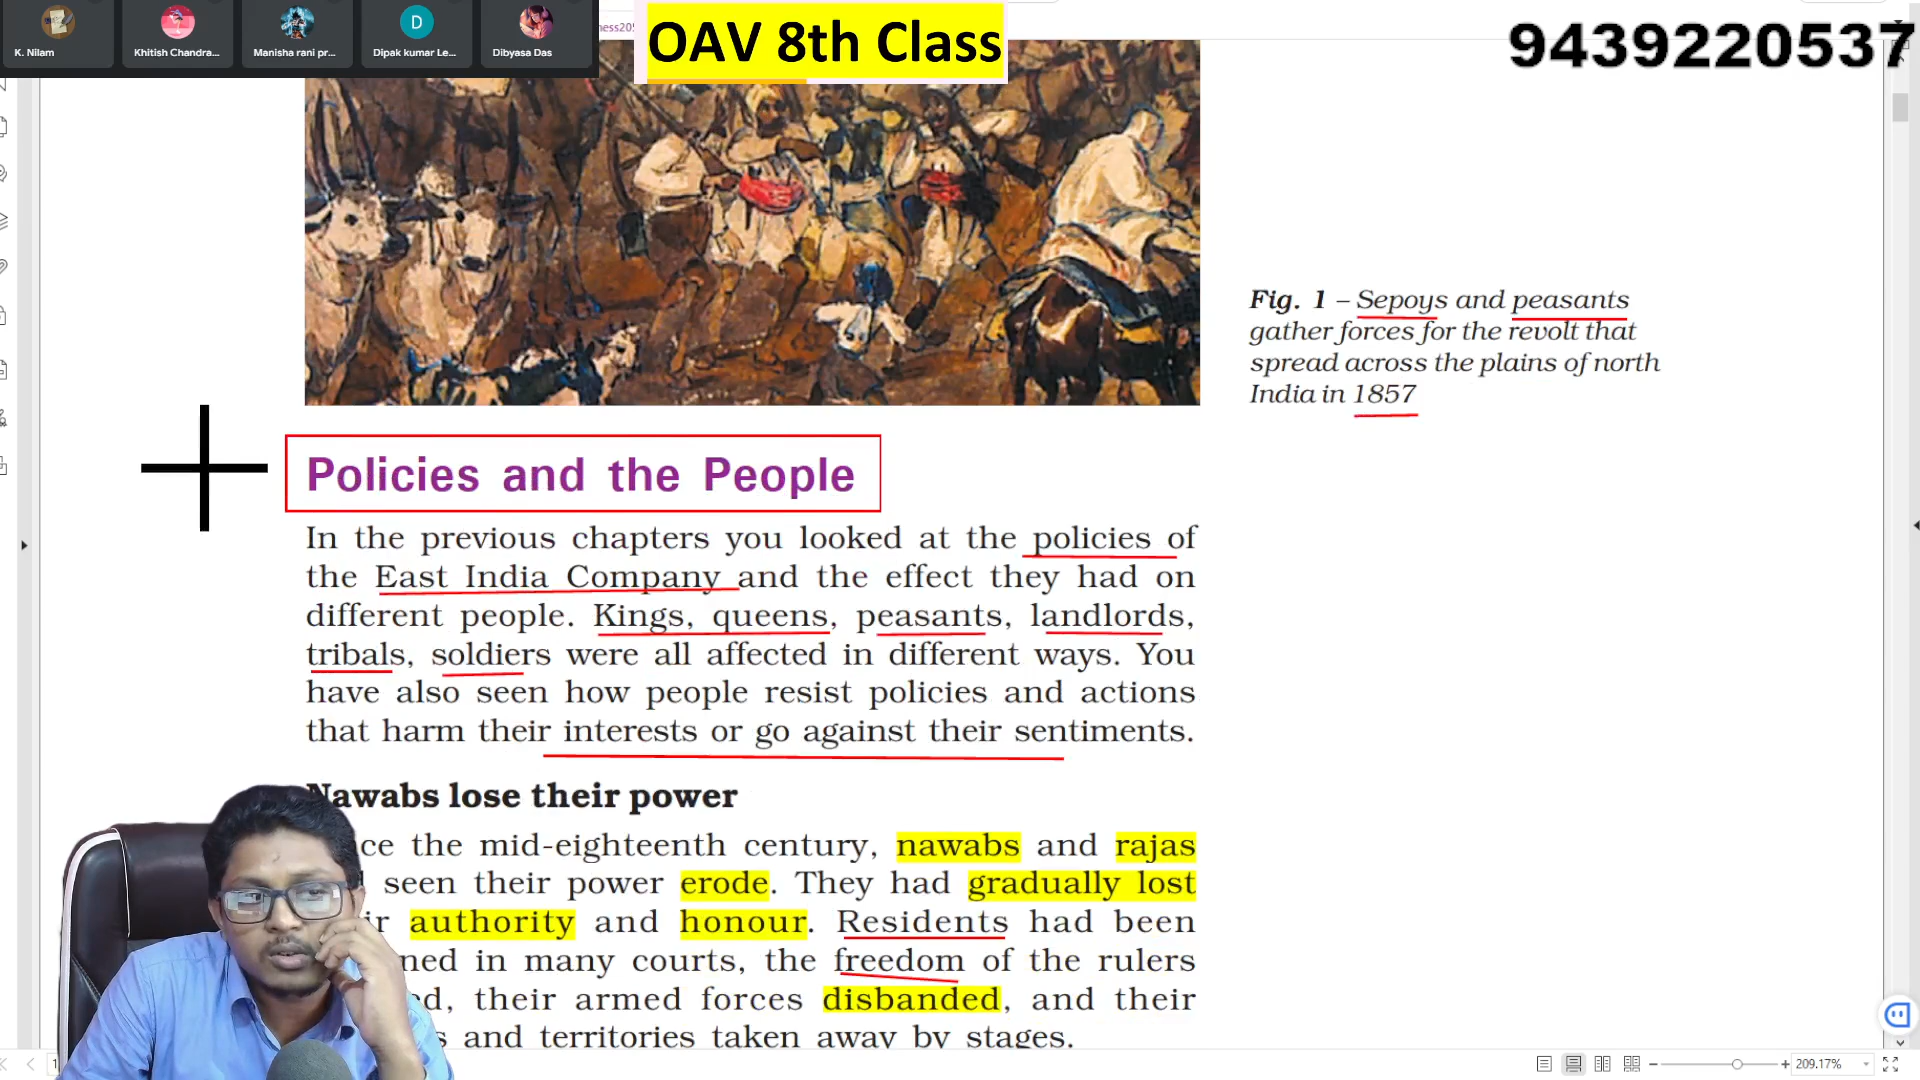 K. Nilam
Khitish Chandra...
Manisha rani pr...
Dipak kumar Le...
Dibyasa Das
D
OAV 8th Class
9439220537
Fig. 1 – Sepoys and peasants
gather forces for the revolt that
spread across the plains of north
India in 1857
Policies and the People
In the previous chapters you looked at the policies of
the East India Company and the effect they had on
different people. Kings, queens, peasants, landlords,
tribals, soldiers were all affected in different ways. You
have also seen how people resist policies and actions
that harm their interests or go against their sentiments.
Nawabs lose their power
ce the mid-eighteenth century, nawabs and rajas
seen their power erode. They had gradually lost
r authority and honour. Residents had been
ned in many courts, the freedom of the rulers
d, their armed forces disbanded, and their
s and territories taken away by stages.
209.17%